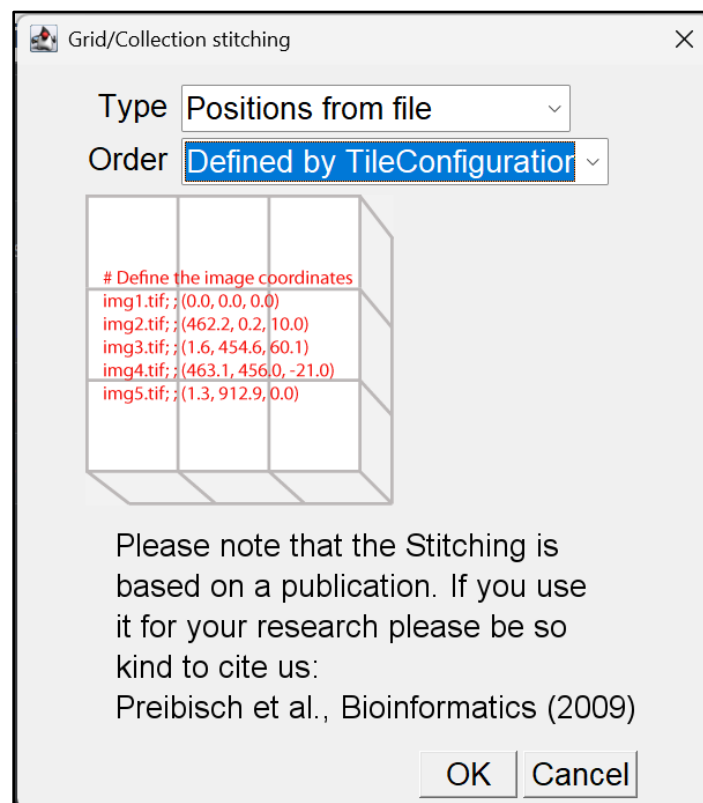 Grid/Collection stitching
Type Positions from file
Order Defined by TileConfiguration
# Define the image coordinates
img1.tif; ; (0.0, 0.0, 0.0)
img2.tif; ; (462.2, 0.2, 10.0)
img3.tif; ; (1.6, 454.6, 60.1)
img4.tif; ; (463.1, 456.0, -21.0)
img5.tif; ; (1.3, 912.9, 0.0)
Please note that the Stitching is
based on a publication. If you use
it for your research please be so
kind to cite us:
Preibisch et al., Bioinformatics (2009)
OK Cancel